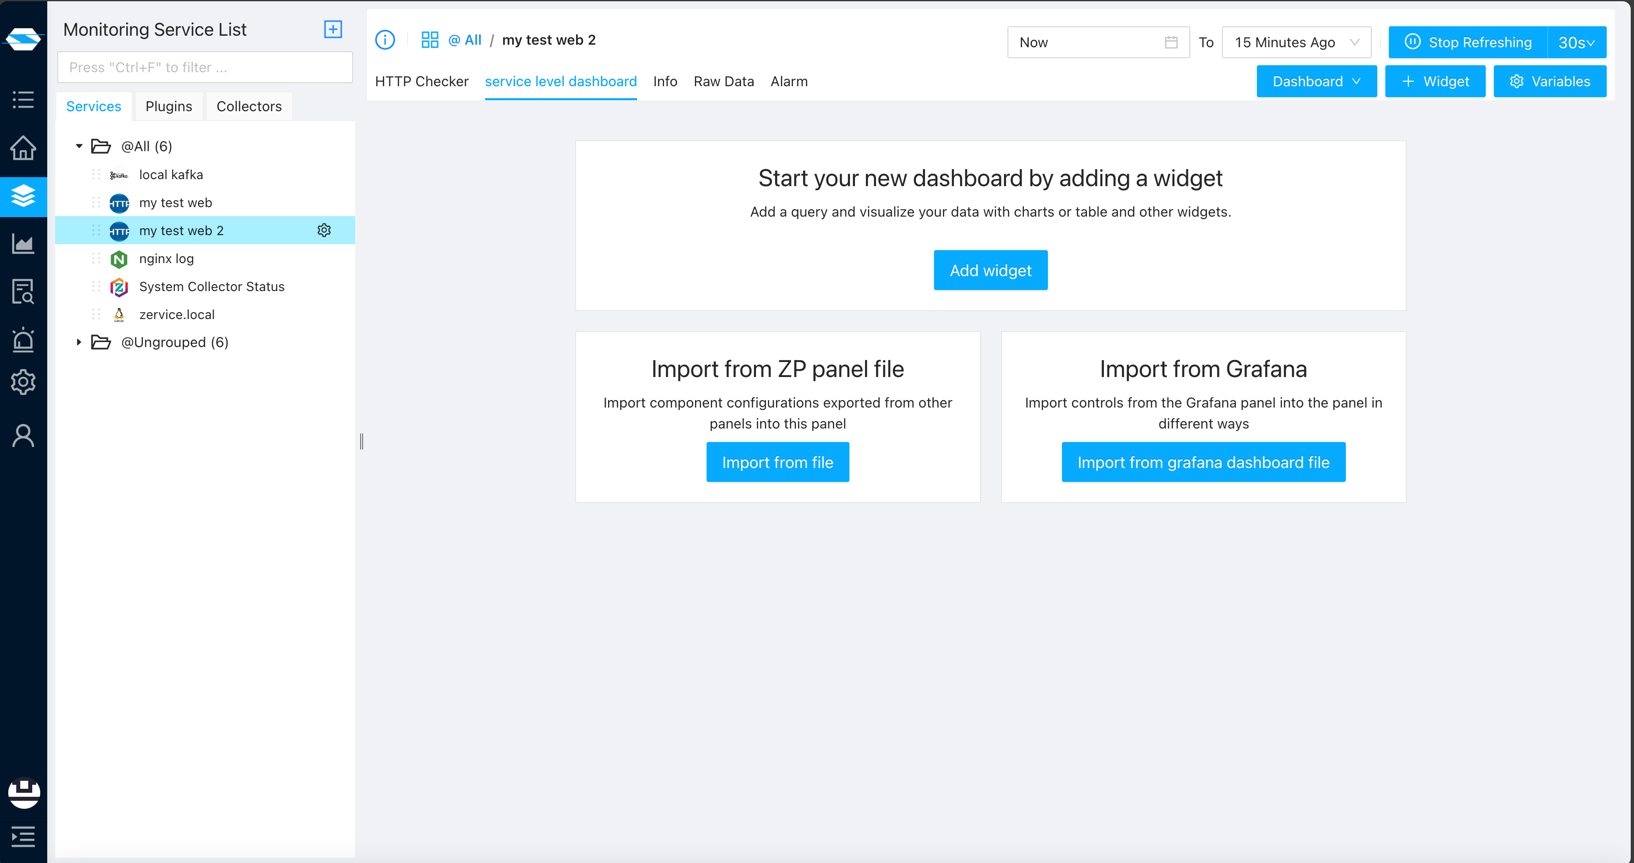 Monitoring Service List
Press "Ctrl+F" to filter ...
Services
Plugins
Collectors
@All (6)
local kafka
my test web
my test web 2
nginx log
System Collector Status
zervice.local
@Ungrouped (6)
@ All / my test web 2
Now
To
15 Minutes Ago
Stop Refreshing
30s
HTTP Checker
service level dashboard
Info
Raw Data
Alarm
Dashboard
Widget
Variables
Start your new dashboard by adding a widget
Add a query and visualize your data with charts or table and other widgets.
Add widget
Import from ZP panel file
Import component configurations exported from other
panels into this panel
Import from file
Import from Grafana
Import controls from the Grafana panel into the panel in
different ways
Import from grafana dashboard file